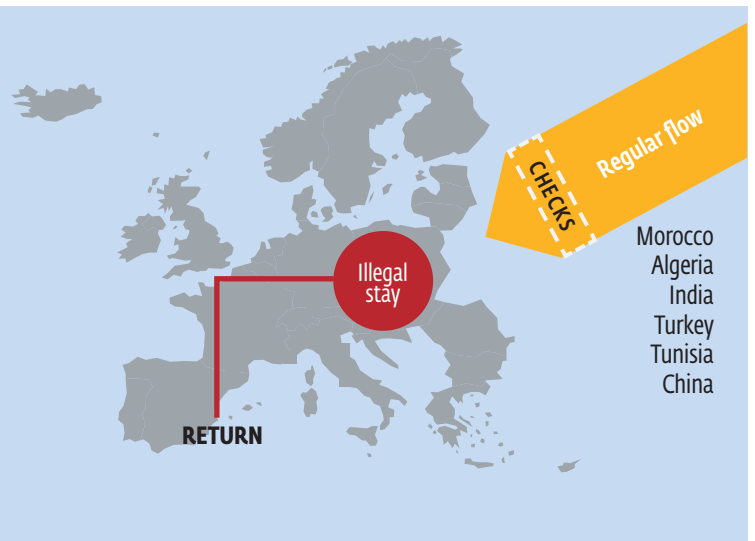 Regular flow
CHECKS
Morocco
Algeria
India
Turkey
Tunisia
China
Illegal
stay
RETURN